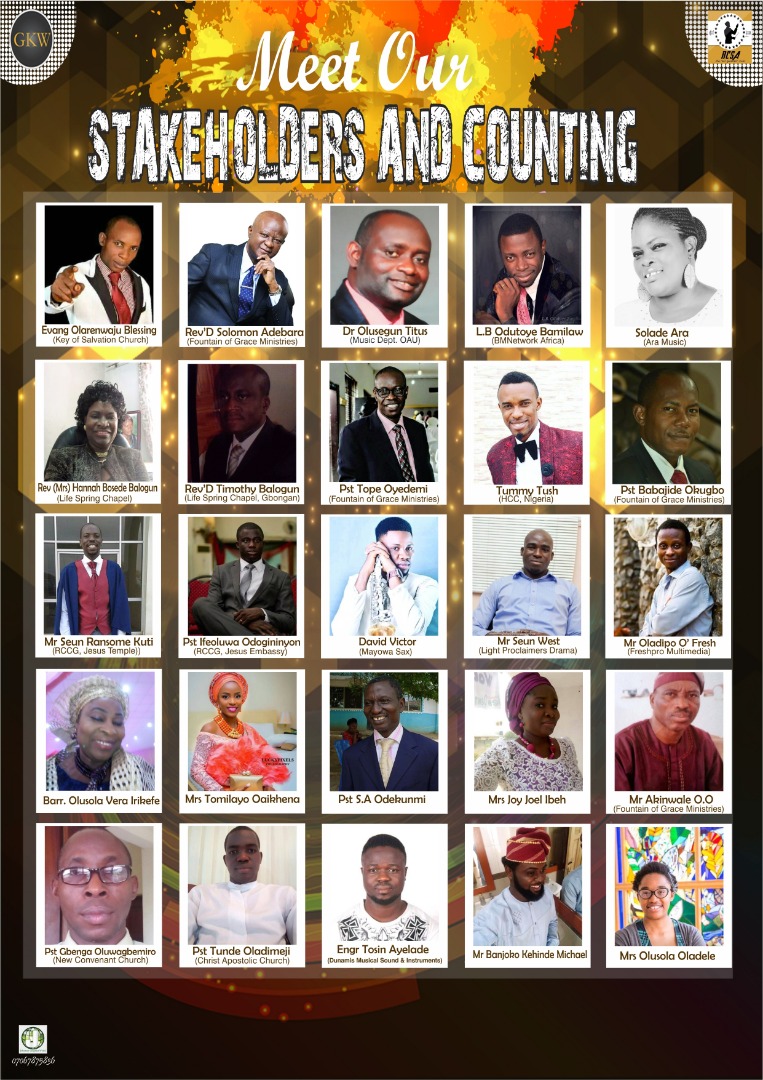 GKW
Meet Our
STAKEHOLDERS AND COUNTING
Evang Olarenwaju Blessing
(Key of Salvation Church)
Rev'D Solomon Adebara
(Fountain of Grace Ministries)
Dr Olusegun Titus
(Music Dept. OAU)
L.B Odutoye Bamilaw
(BMNetwork Africa)
Solade Ara
(Ara Music)
Rev (Mrs) Hannah Bosede Balogun
(Life Spring Chapel)
Rev'D Timothy Balogun
(Life Spring Chapel, Gbongan)
Pst Tope Oyedemi
(Fountain of Grace Ministries)
Tummy Tush
(HCC, Nigeria)
Pst Babajide Okugbo
(Fountain of Grace Ministries)
Mr Seun Ransome Kuti
(RCCG, Jesus Temple))
Pst Ifeoluwa Odogininyon
(RCCG, Jesus Embassy)
David Victor
(Mayowa Sax)
Mr Seun West
(Light Proclaimers Drama)
Mr Oladipo O' Fresh
(Freshpro Multimedia)
Barr. Olusola Vera Irikefe
Mrs Tomilayo Oaikhena
Pst S.A Odekunmi
Mrs Joy Joel Ibeh
Mr Akinwale O.O
(Fountain of Grace Ministries)
Pst Gbenga Oluwagbemiro
(New Convenant Church)
Pst Tunde Oladimeji
(Christ Apostolic Church)
Engr Tosin Ayelade
(Dunamis Musical Sound & Instruments)
Mr Banjoko Kehinde Michael
Mrs Olusola Oladele
07067875856